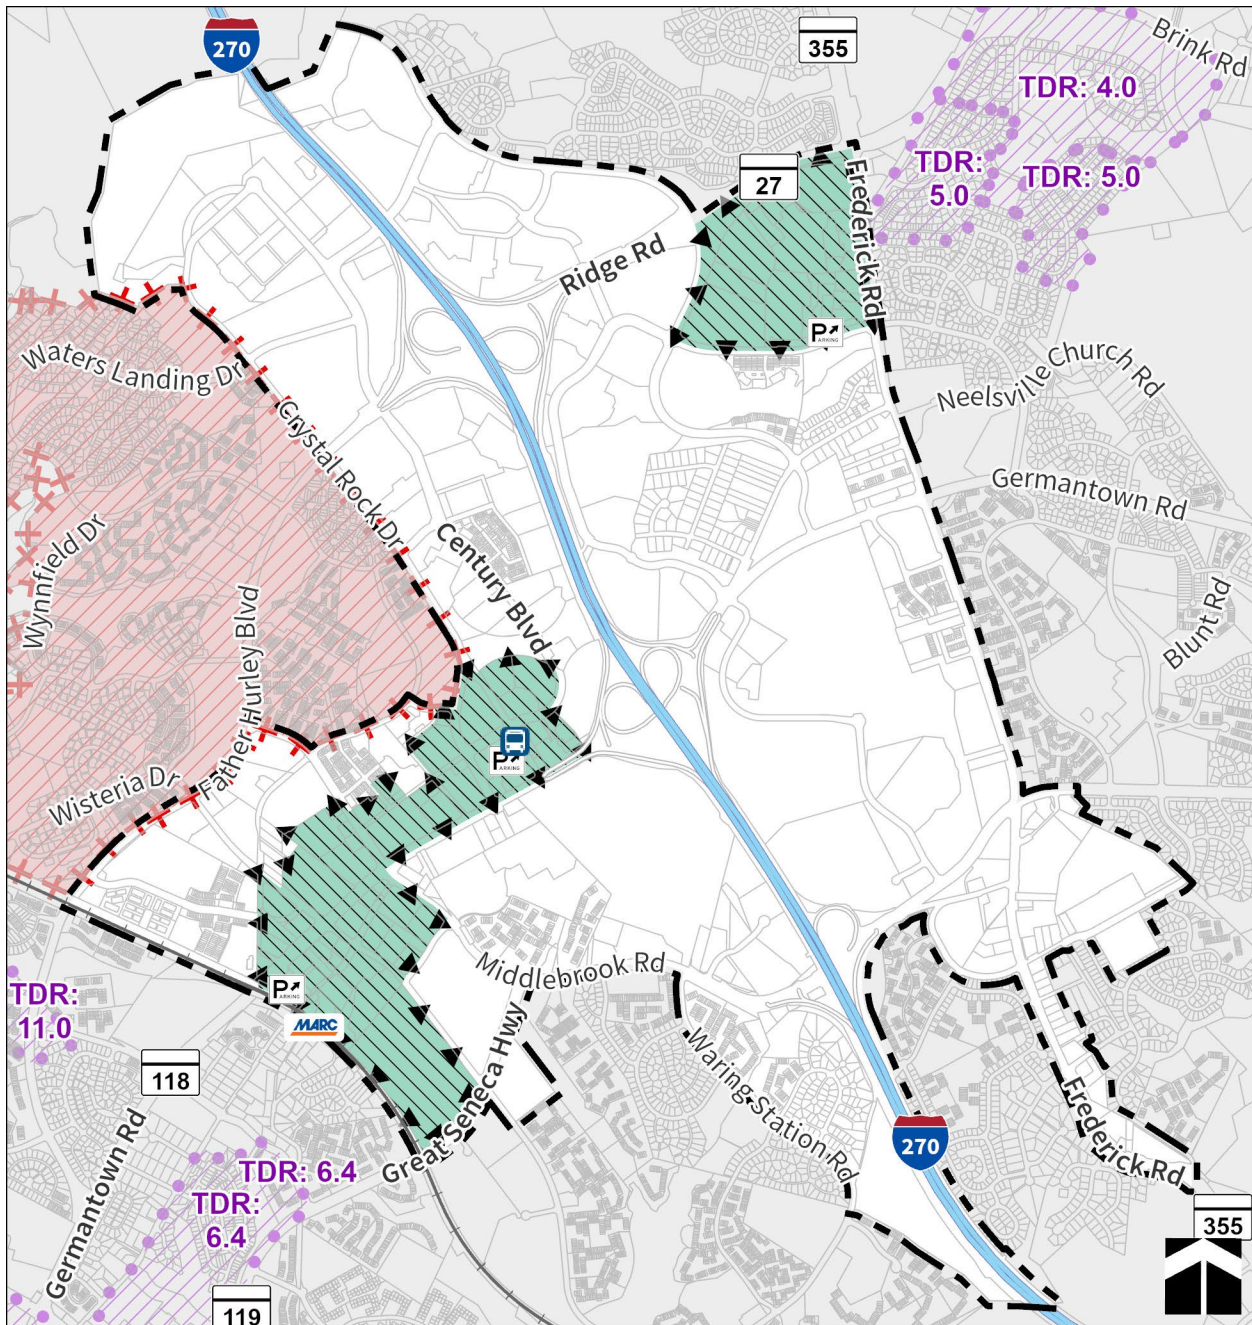 270
355
Brink Rd
TDR: 4.0
TDR:
5.0
TDR: 5.0
27
Frederick Rd
Ridge Rd
P
ARKING
Waters Landing Dr
Crystal Rock Dr
Neelsville Church Rd
Germantown Rd
Wynnfield Dr
Century Blvd
Blunt Rd
Father Hurley Blvd
Wisteria Dr
P
ARKING
Middlebrook Rd
TDR:
11.0
P
ARKING
MARC
Great Seneca Hwy
118
Waring Station Rd
270
Frederick Rd
Germantown Rd
TDR: 6.4
TDR:
6.4
355
119